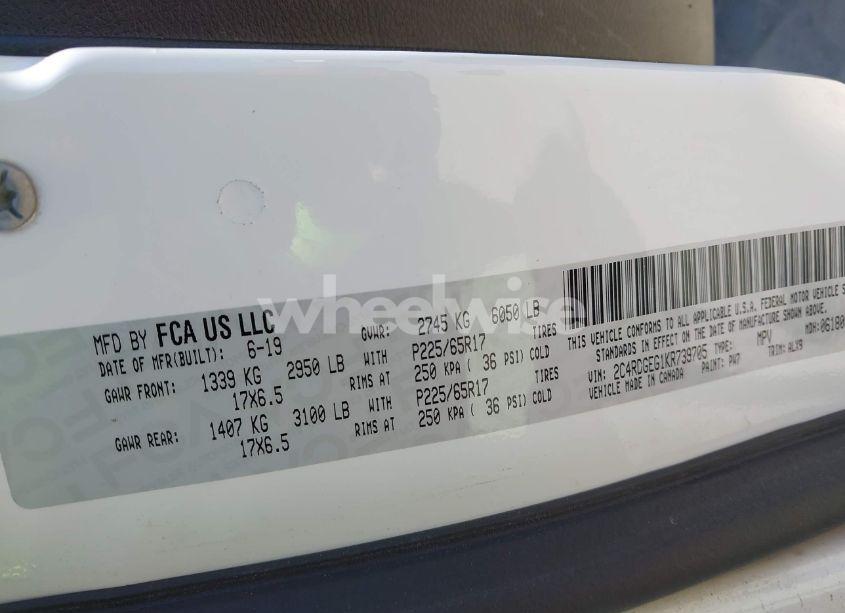 MFD BY FCA US LLC
DATE OF MFR(BUILT): 6-19 GVWR: 2745 KG 6050 LB
GAWR FRONT: 1339 KG 2950 LB WITH P225/65R17 TIRES
17X6.5 RIMS AT 250 KPA ( 36 PSI) COLD
GAWR REAR: 1407 KG 3100 LB WITH P225/65R17 TIRES
17X6.5 RIMS AT 250 KPA ( 36 PSI) COLD
THIS VEHICLE CONFORMS TO ALL APPLICABLE U.S.A. FEDERAL MOTOR VEHICLE
STANDARDS IN EFFECT ON THE DATE OF MANUFACTURE SHOWN ABOVE.
VIN: 2C4RDGEG1KR739705 TYPE: MPV MDH: 06180
VEHICLE MADE IN CANADA PAINT: PW7 TRIM: ALX9
wheelwise